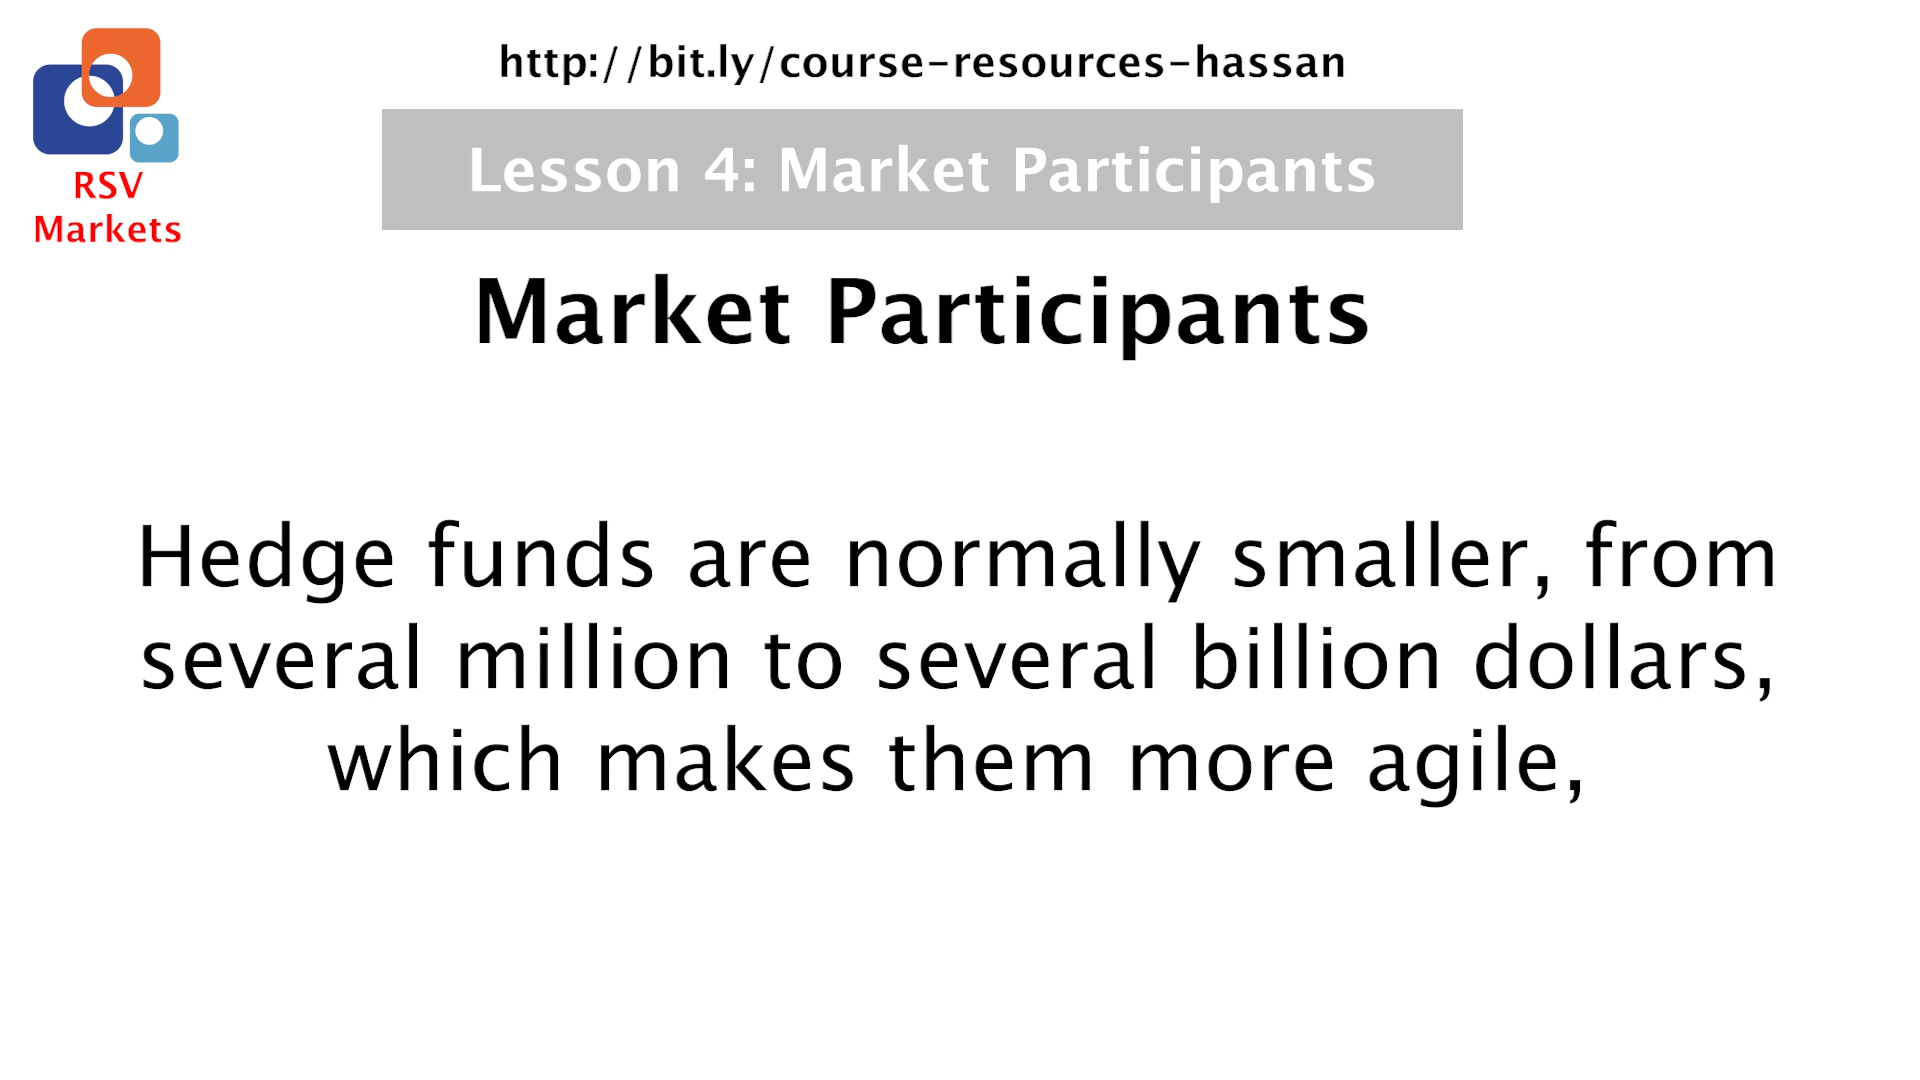 http://bit.ly/course-resources-hassan
RSV
Markets
Lesson 4: Market Participants
Market Participants
Hedge funds are normally smaller, from
several million to several billion dollars,
which makes them more agile,